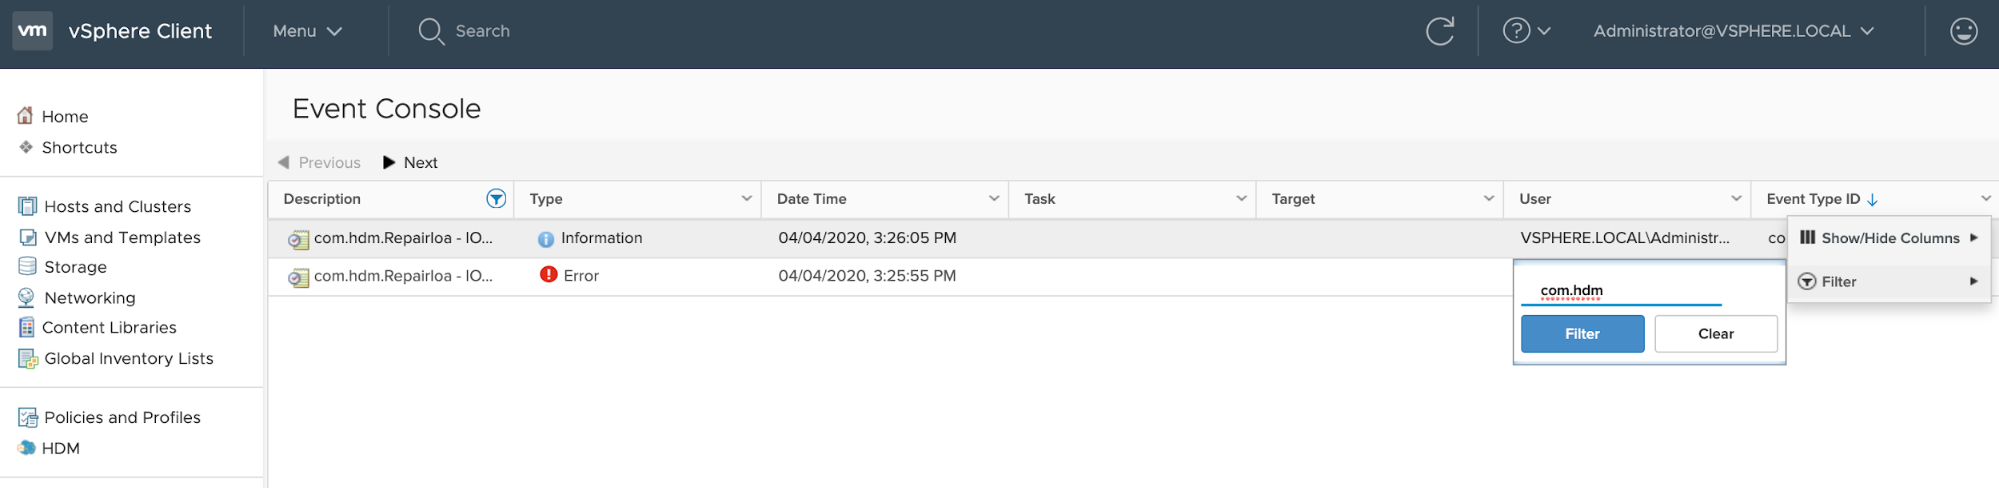 vm vSphere Client Menu Search Administrator@VSPHERE.LOCAL
Home
Shortcuts
Hosts and Clusters
VMs and Templates
Storage
Networking
Content Libraries
Global Inventory Lists
Policies and Profiles
HDM
Event Console
Previous Next
Description Type Date Time Task Target User Event Type ID
com.hdm.Repairloa - IO... Information 04/04/2020, 3:26:05 PM VSPHERE.LOCAL\Administr... co
com.hdm.Repairloa - IO... Error 04/04/2020, 3:25:55 PM
Show/Hide Columns
Filter
com.hdm
Filter Clear